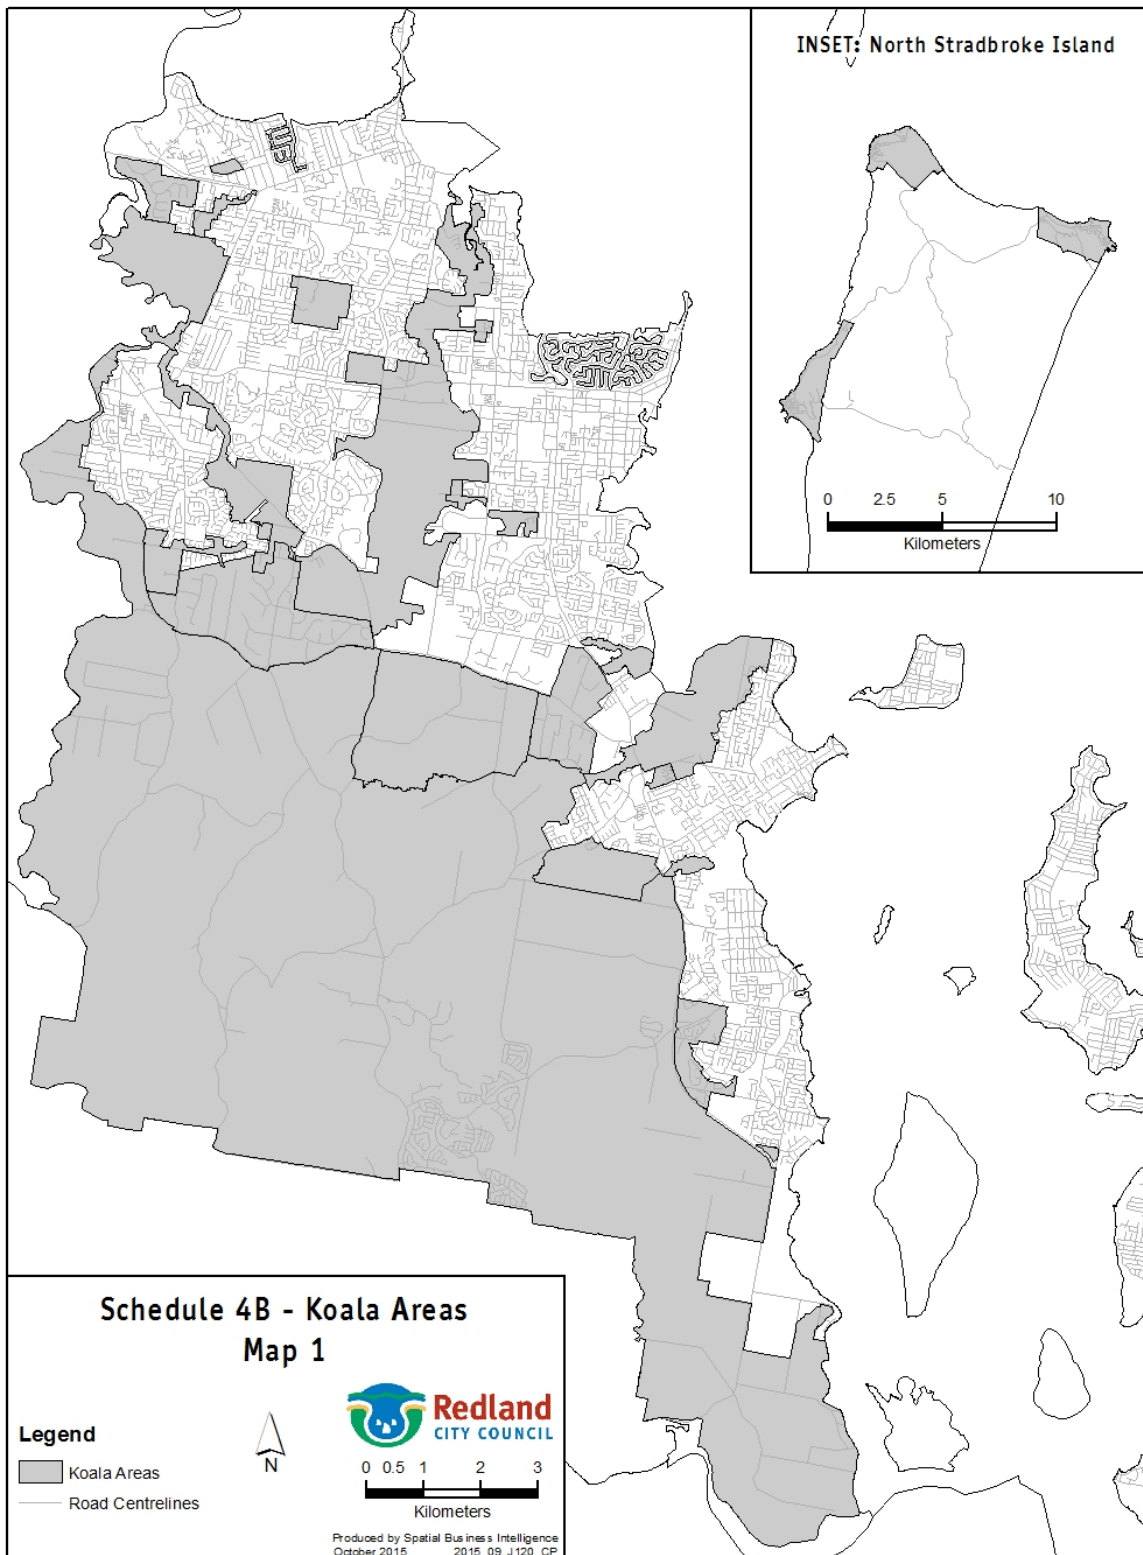 INSET: North Stradbroke Island
0 2.5 5 10
Kilometers
Schedule 4B - Koala Areas
Map 1
Legend
Koala Areas
Road Centrelines
N
Redland
CITY COUNCIL
0 0.5 1 2 3
Kilometers
Produced by Spatial Business Intelligence
October 2015 2015_09_J120_CP